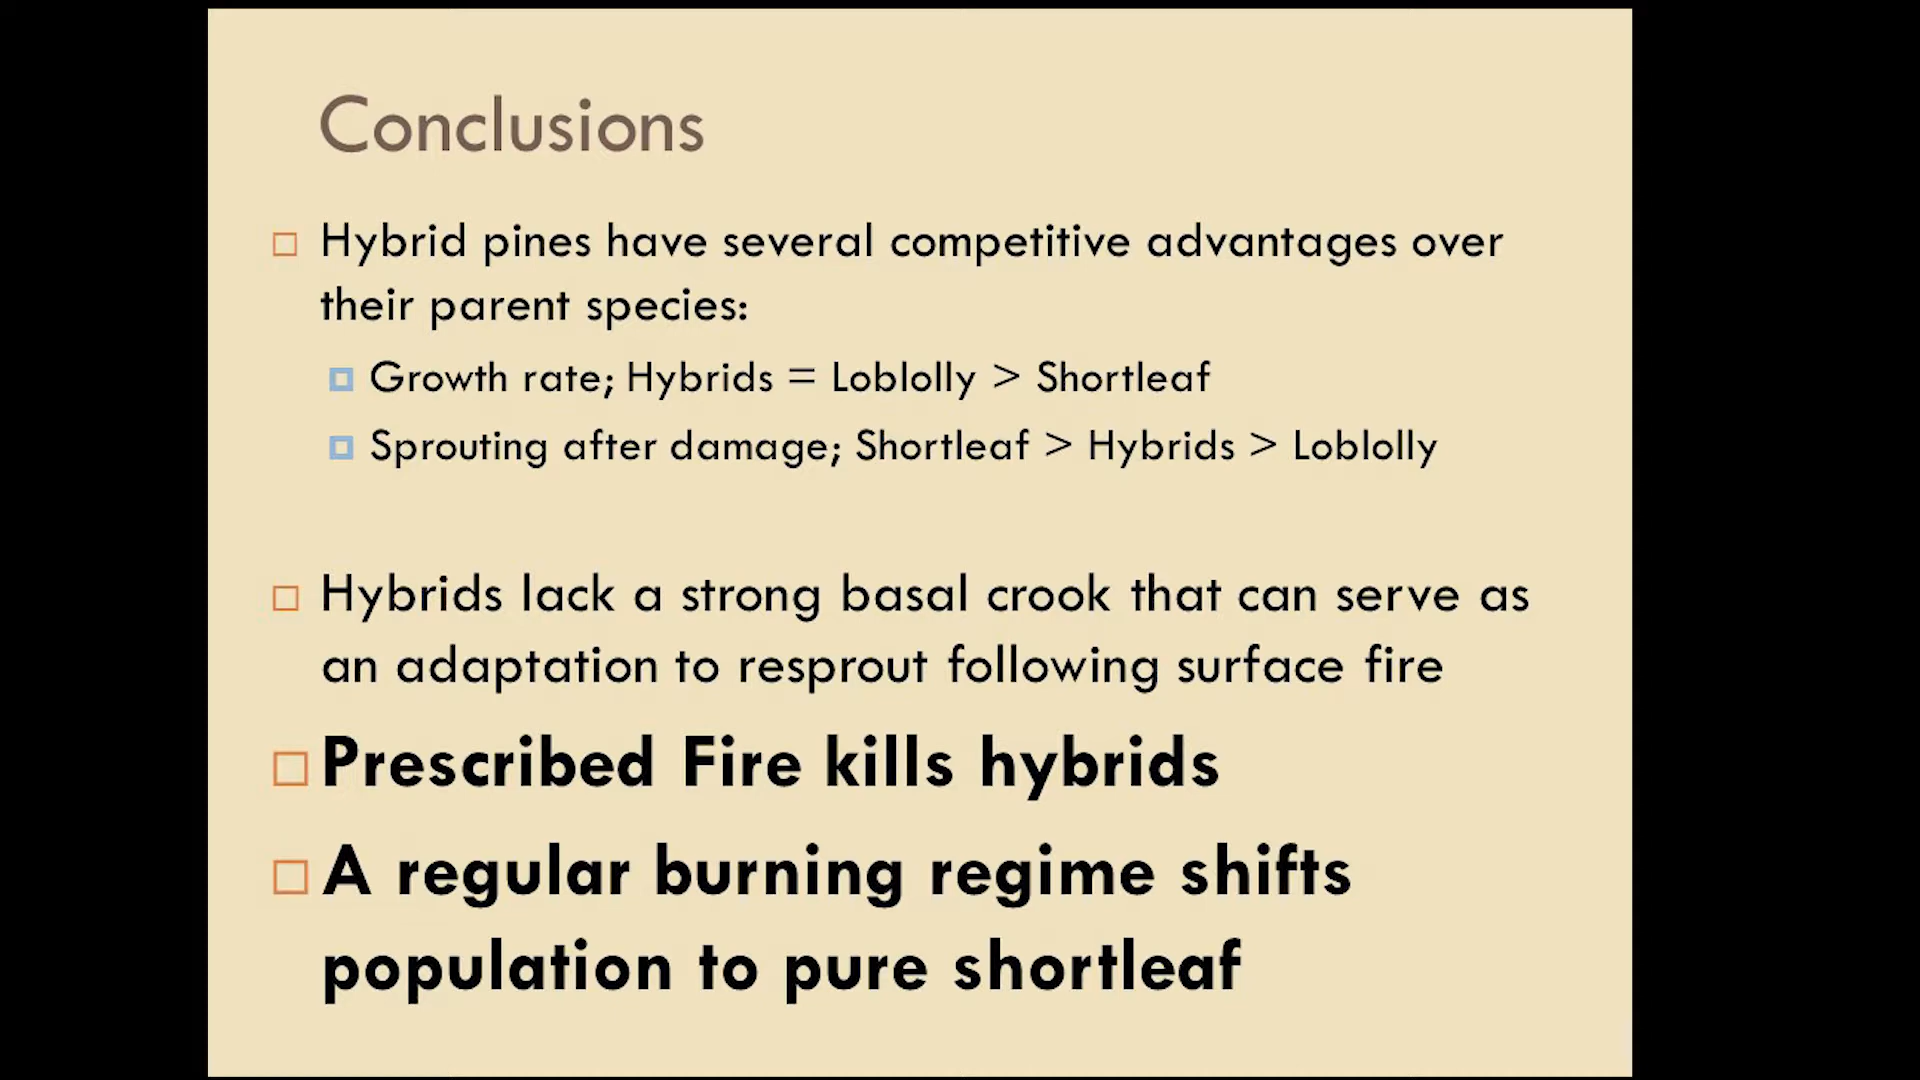 Conclusions
Hybrid pines have several competitive advantages over
their parent species:
Growth rate; Hybrids = Loblolly > Shortleaf
Sprouting after damage; Shortleaf > Hybrids > Loblolly
Hybrids lack a strong basal crook that can serve as
an adaptation to resprout following surface fire
Prescribed Fire kills hybrids
A regular burning regime shifts
population to pure shortleaf